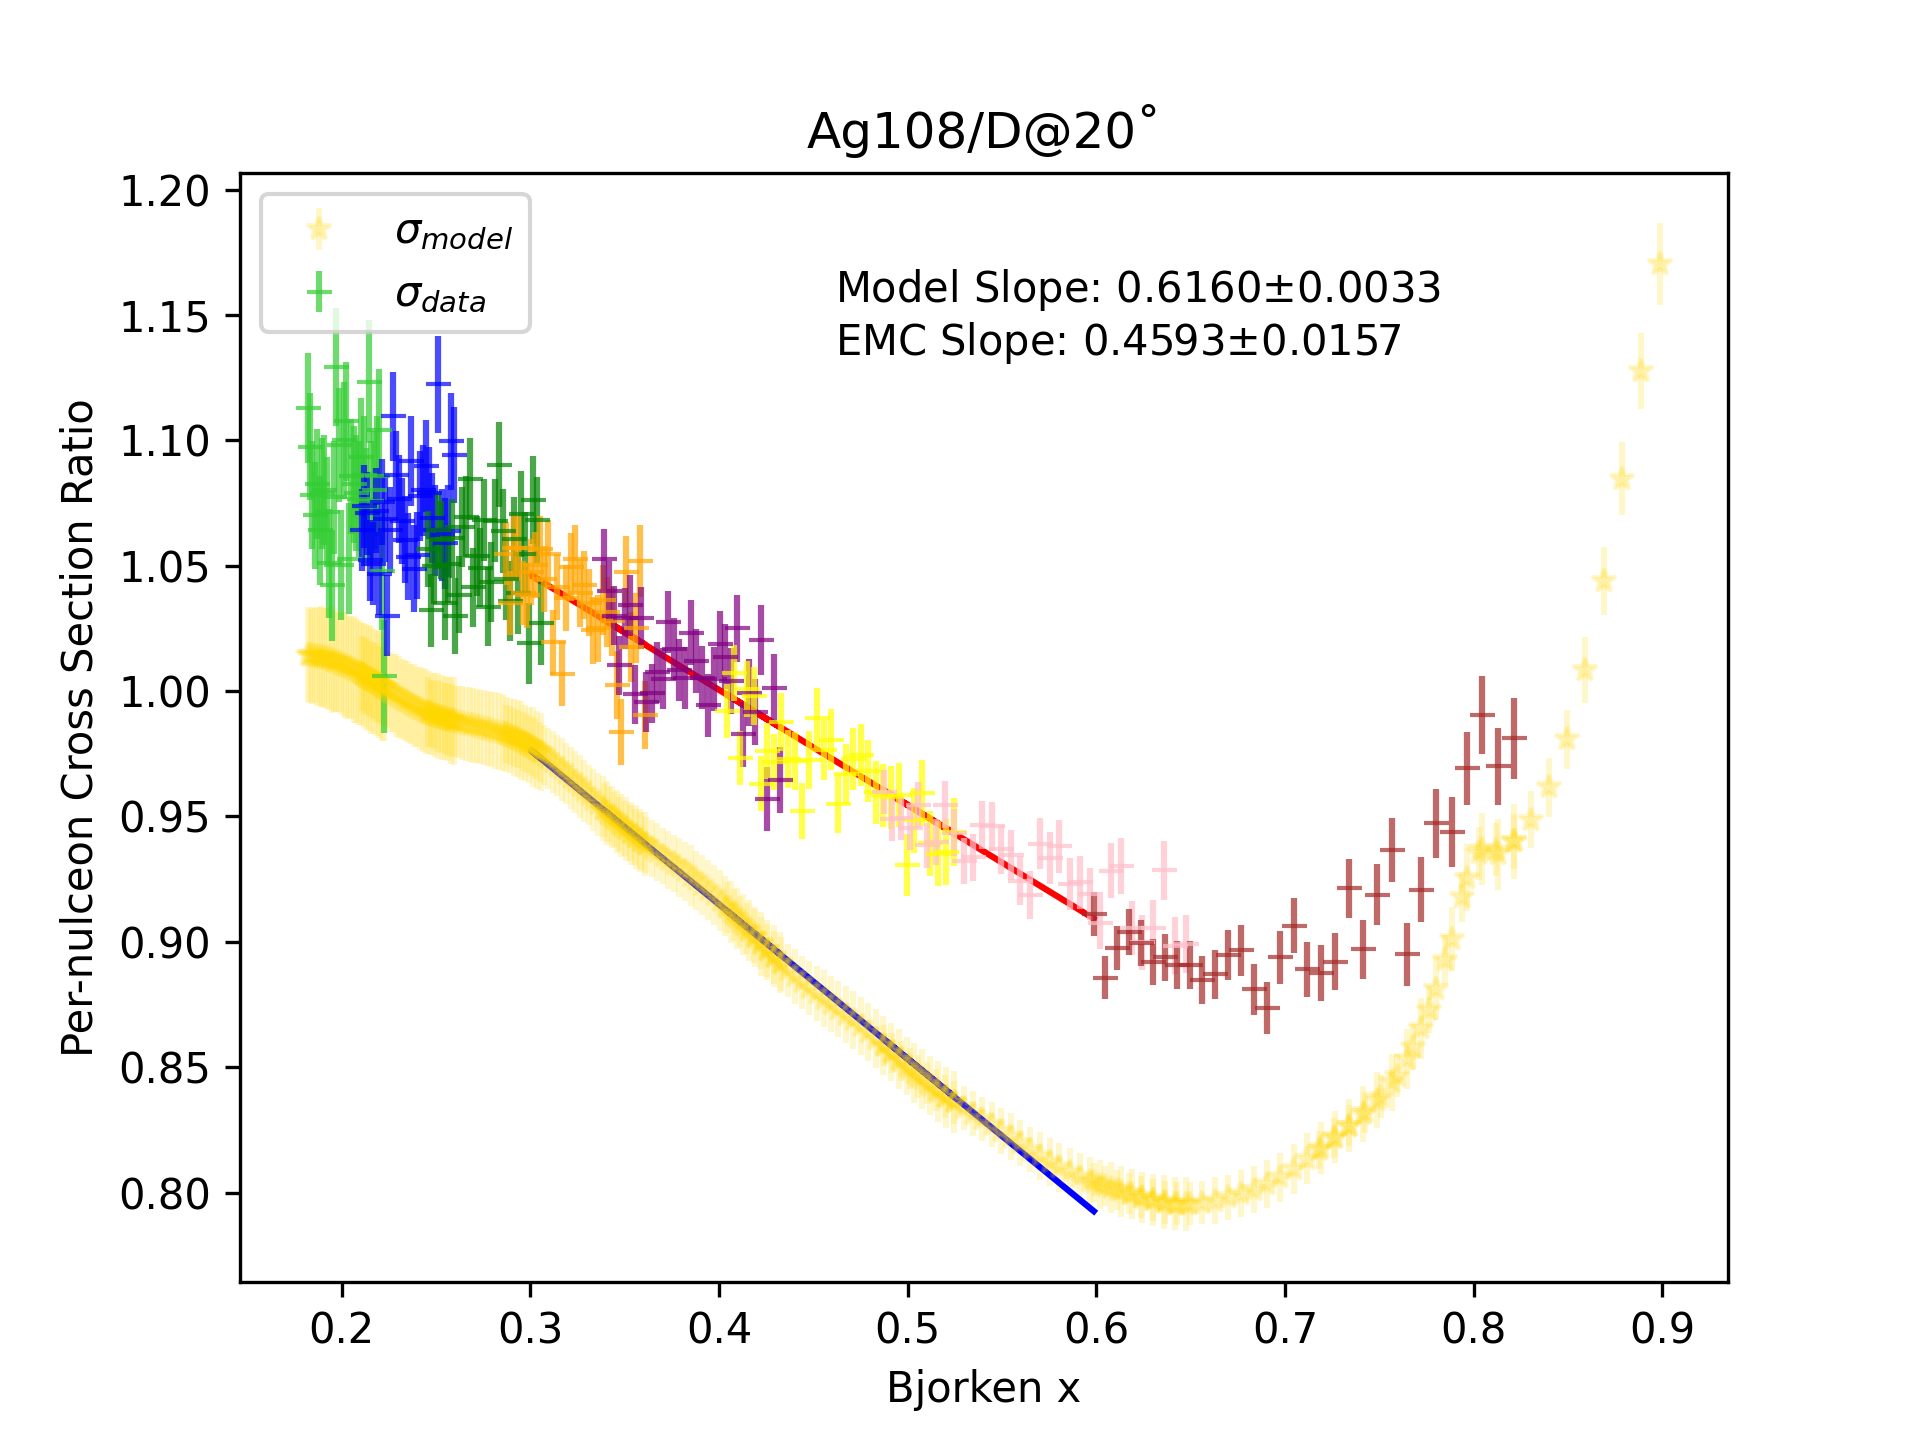 Ag108/D@20˚
Per-nulceon Cross Section Ratio
1.20
1.15
1.10
1.05
1.00
0.95
0.90
0.85
0.80
σmodel
σdata
Model Slope: 0.6160±0.0033
EMC Slope: 0.4593±0.0157
0.2 0.3 0.4 0.5 0.6 0.7 0.8 0.9
Bjorken x